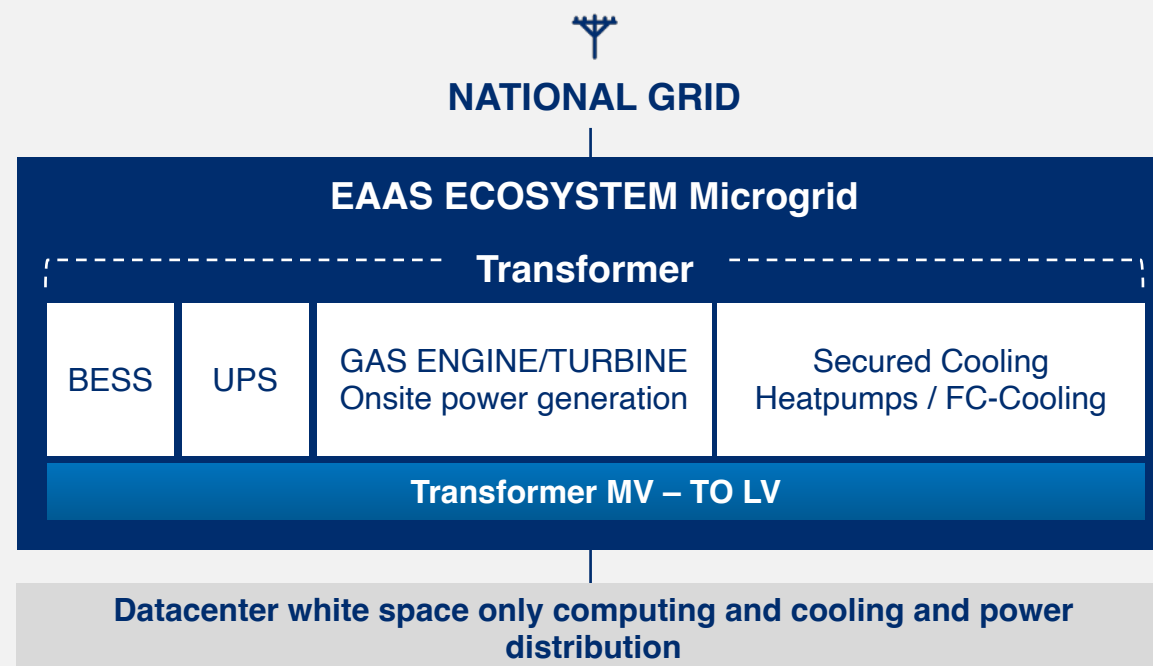 NATIONAL GRID
EAAS ECOSYSTEM Microgrid
Transformer
BESS
UPS
GAS ENGINE/TURBINE
Onsite power generation
Secured Cooling
Heatpumps / FC-Cooling
Transformer MV – TO LV
Datacenter white space only computing and cooling and power
distribution